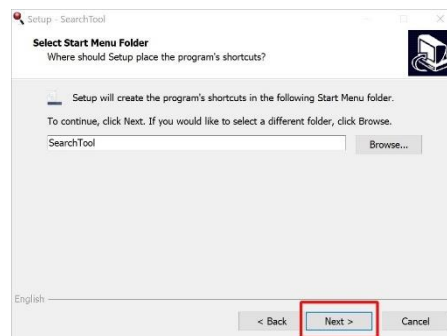 Setup - SearchTool
Select Start Menu Folder
Where should Setup place the program's shortcuts?
Setup will create the program's shortcuts in the following Start Menu folder.
To continue, click Next. If you would like to select a different folder, click Browse.
SearchTool
Browse...
English
< Back
Next >
Cancel